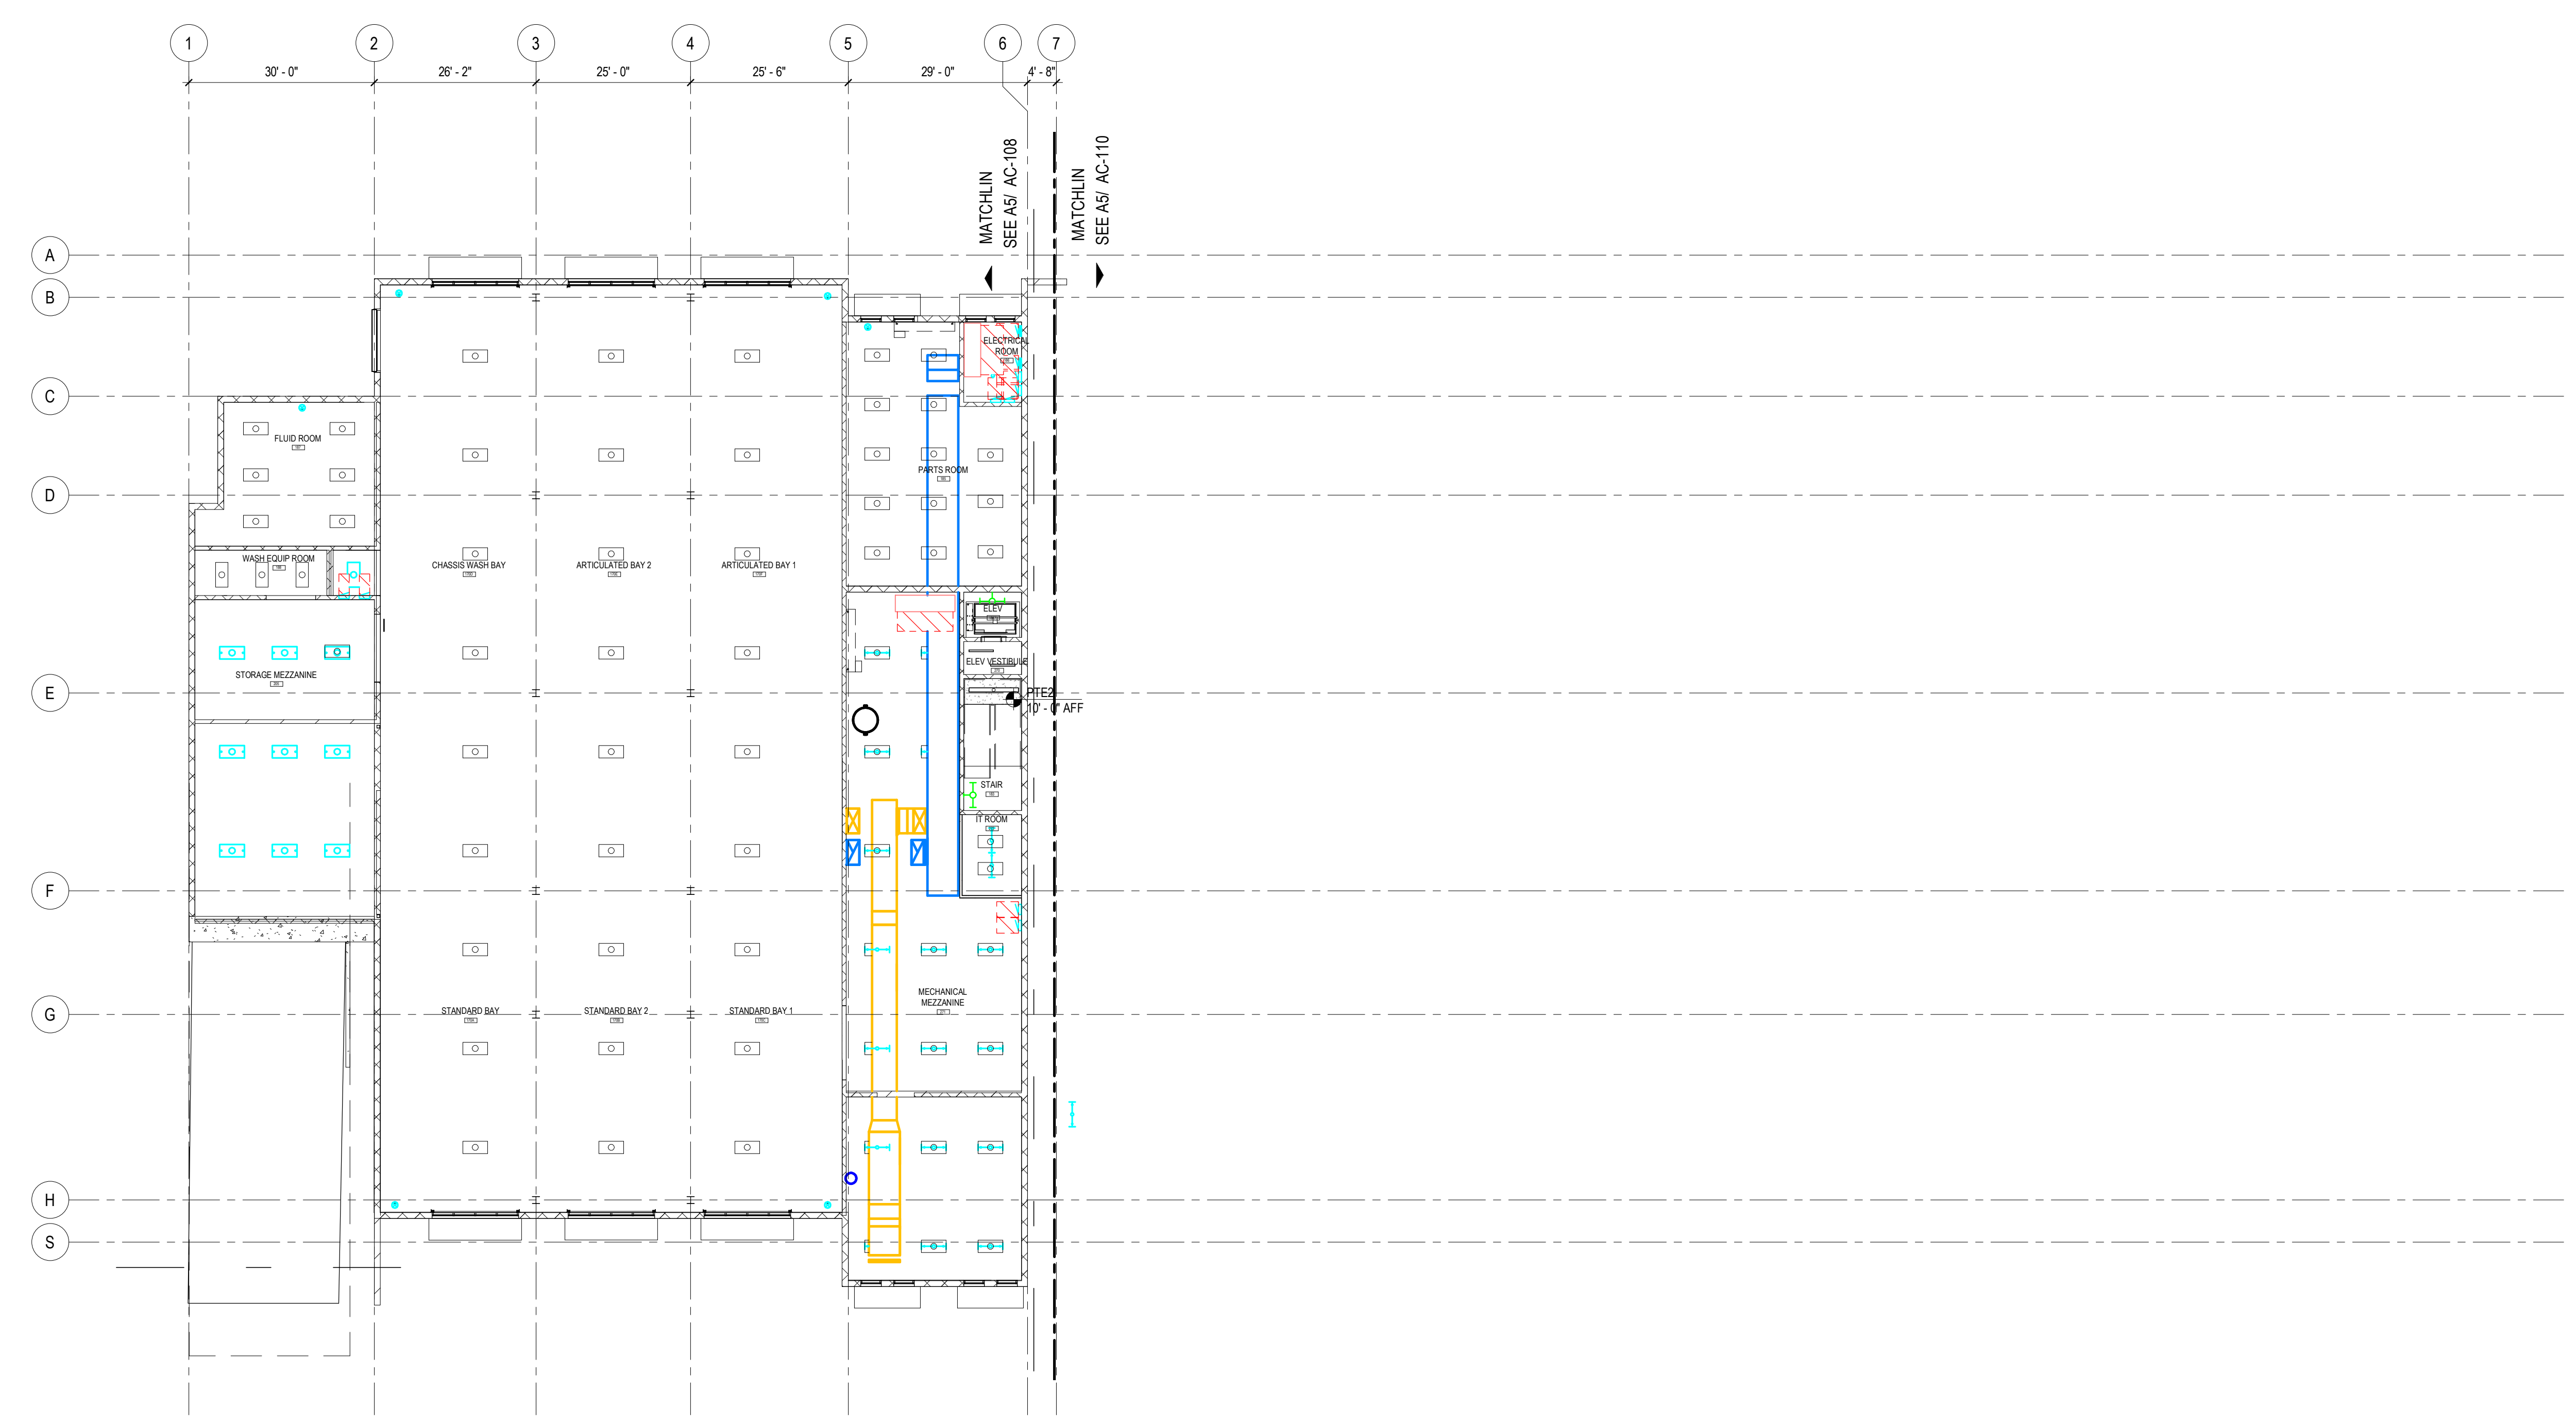 1 2 3 4 5 6 7
30' - 0" 26' - 2" 25' - 0" 25' - 6" 29' - 0" 4' - 8"
MATCHLIN
SEE A5/ AC-108
MATCHLIN
SEE A5/ AC-110
A
B
ELECTRICAL
ROOM
C
FLUID ROOM
PARTS ROOM
D
WASH EQUIP ROOM
CHASSIS WASH BAY
ARTICULATED BAY 2
ARTICULATED BAY 1
ELEV
ELEV VESTIBULE
STORAGE MEZZANINE
E
PTE2
10' - 0" AFF
STAIR
IT ROOM
F
MECHANICAL
MEZZANINE
G
STANDARD BAY
STANDARD BAY 2
STANDARD BAY 1
H
S